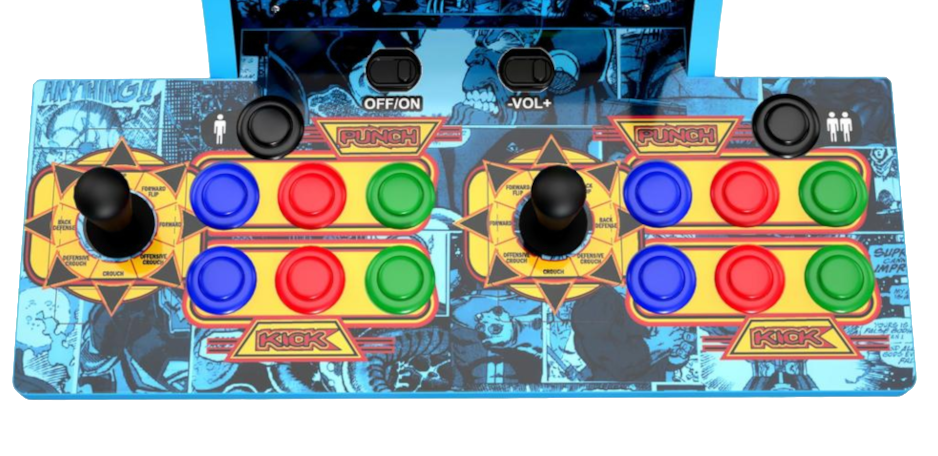 OFF/ON
-VOL+
ANYTHING!!
PUNCH
PUNCH
FORWARD
FLIP
BACK
DEFENSE
FORWARD
DEFENSIVE
CROUCH
OFFENSIVE
CROUCH
CROUCH
FORWARD
FLIP
BACK
FORWARD
BACK
DEFENSE
OFFENSIVE
CROUCH
DEFENSIVE
CROUCH
CROUCH
KICK
KICK